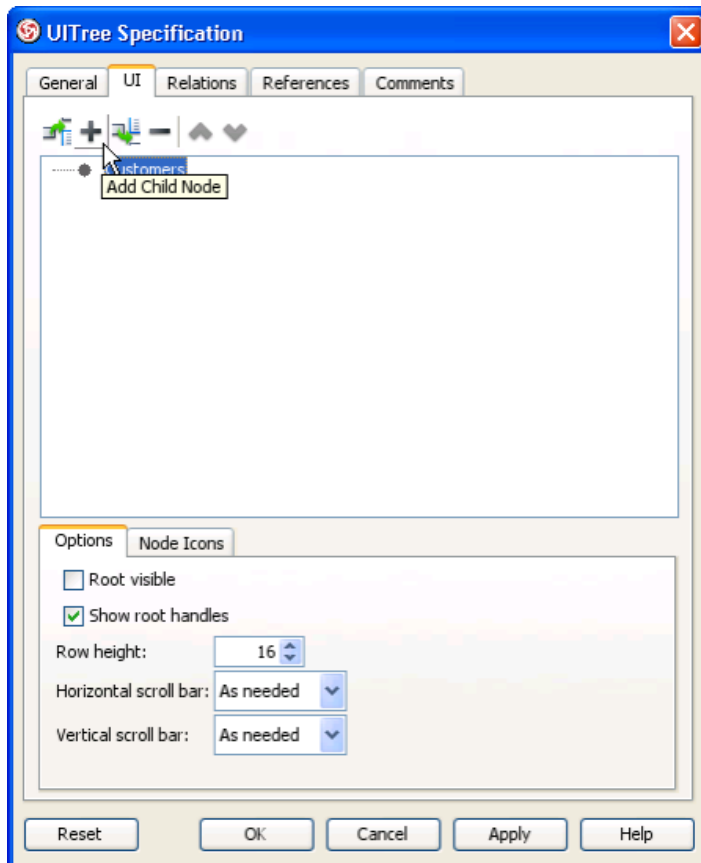 UITree Specification
General UI Relations References Comments
Customers
Add Child Node
Options Node Icons
Root visible
Show root handles
Row height: 16
Horizontal scroll bar: As needed
Vertical scroll bar: As needed
Reset OK Cancel Apply Help